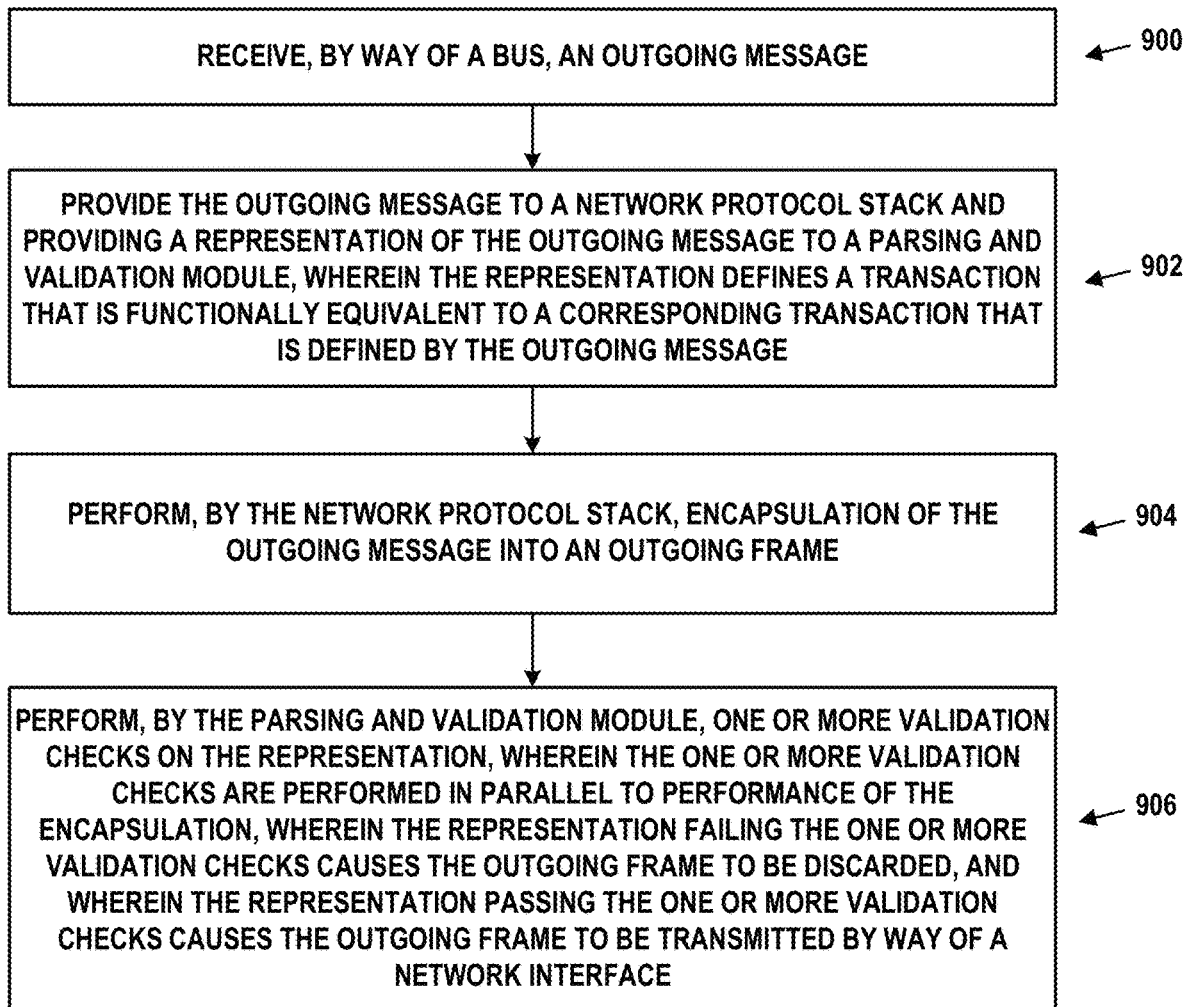 RECEIVE, BY WAY OF A BUS, AN OUTGOING MESSAGE
900
PROVIDE THE OUTGOING MESSAGE TO A NETWORK PROTOCOL STACK AND
PROVIDING A REPRESENTATION OF THE OUTGOING MESSAGE TO A PARSING AND
VALIDATION MODULE, WHEREIN THE REPRESENTATION DEFINES A TRANSACTION
THAT IS FUNCTIONALLY EQUIVALENT TO A CORRESPONDING TRANSACTION THAT
IS DEFINED BY THE OUTGOING MESSAGE
902
PERFORM, BY THE NETWORK PROTOCOL STACK, ENCAPSULATION OF THE
OUTGOING MESSAGE INTO AN OUTGOING FRAME
904
PERFORM, BY THE PARSING AND VALIDATION MODULE, ONE OR MORE VALIDATION
CHECKS ON THE REPRESENTATION, WHEREIN THE ONE OR MORE VALIDATION
CHECKS ARE PERFORMED IN PARALLEL TO PERFORMANCE OF THE
ENCAPSULATION, WHEREIN THE REPRESENTATION FAILING THE ONE OR MORE
VALIDATION CHECKS CAUSES THE OUTGOING FRAME TO BE DISCARDED, AND
WHEREIN THE REPRESENTATION PASSING THE ONE OR MORE VALIDATION
CHECKS CAUSES THE OUTGOING FRAME TO BE TRANSMITTED BY WAY OF A
NETWORK INTERFACE
906